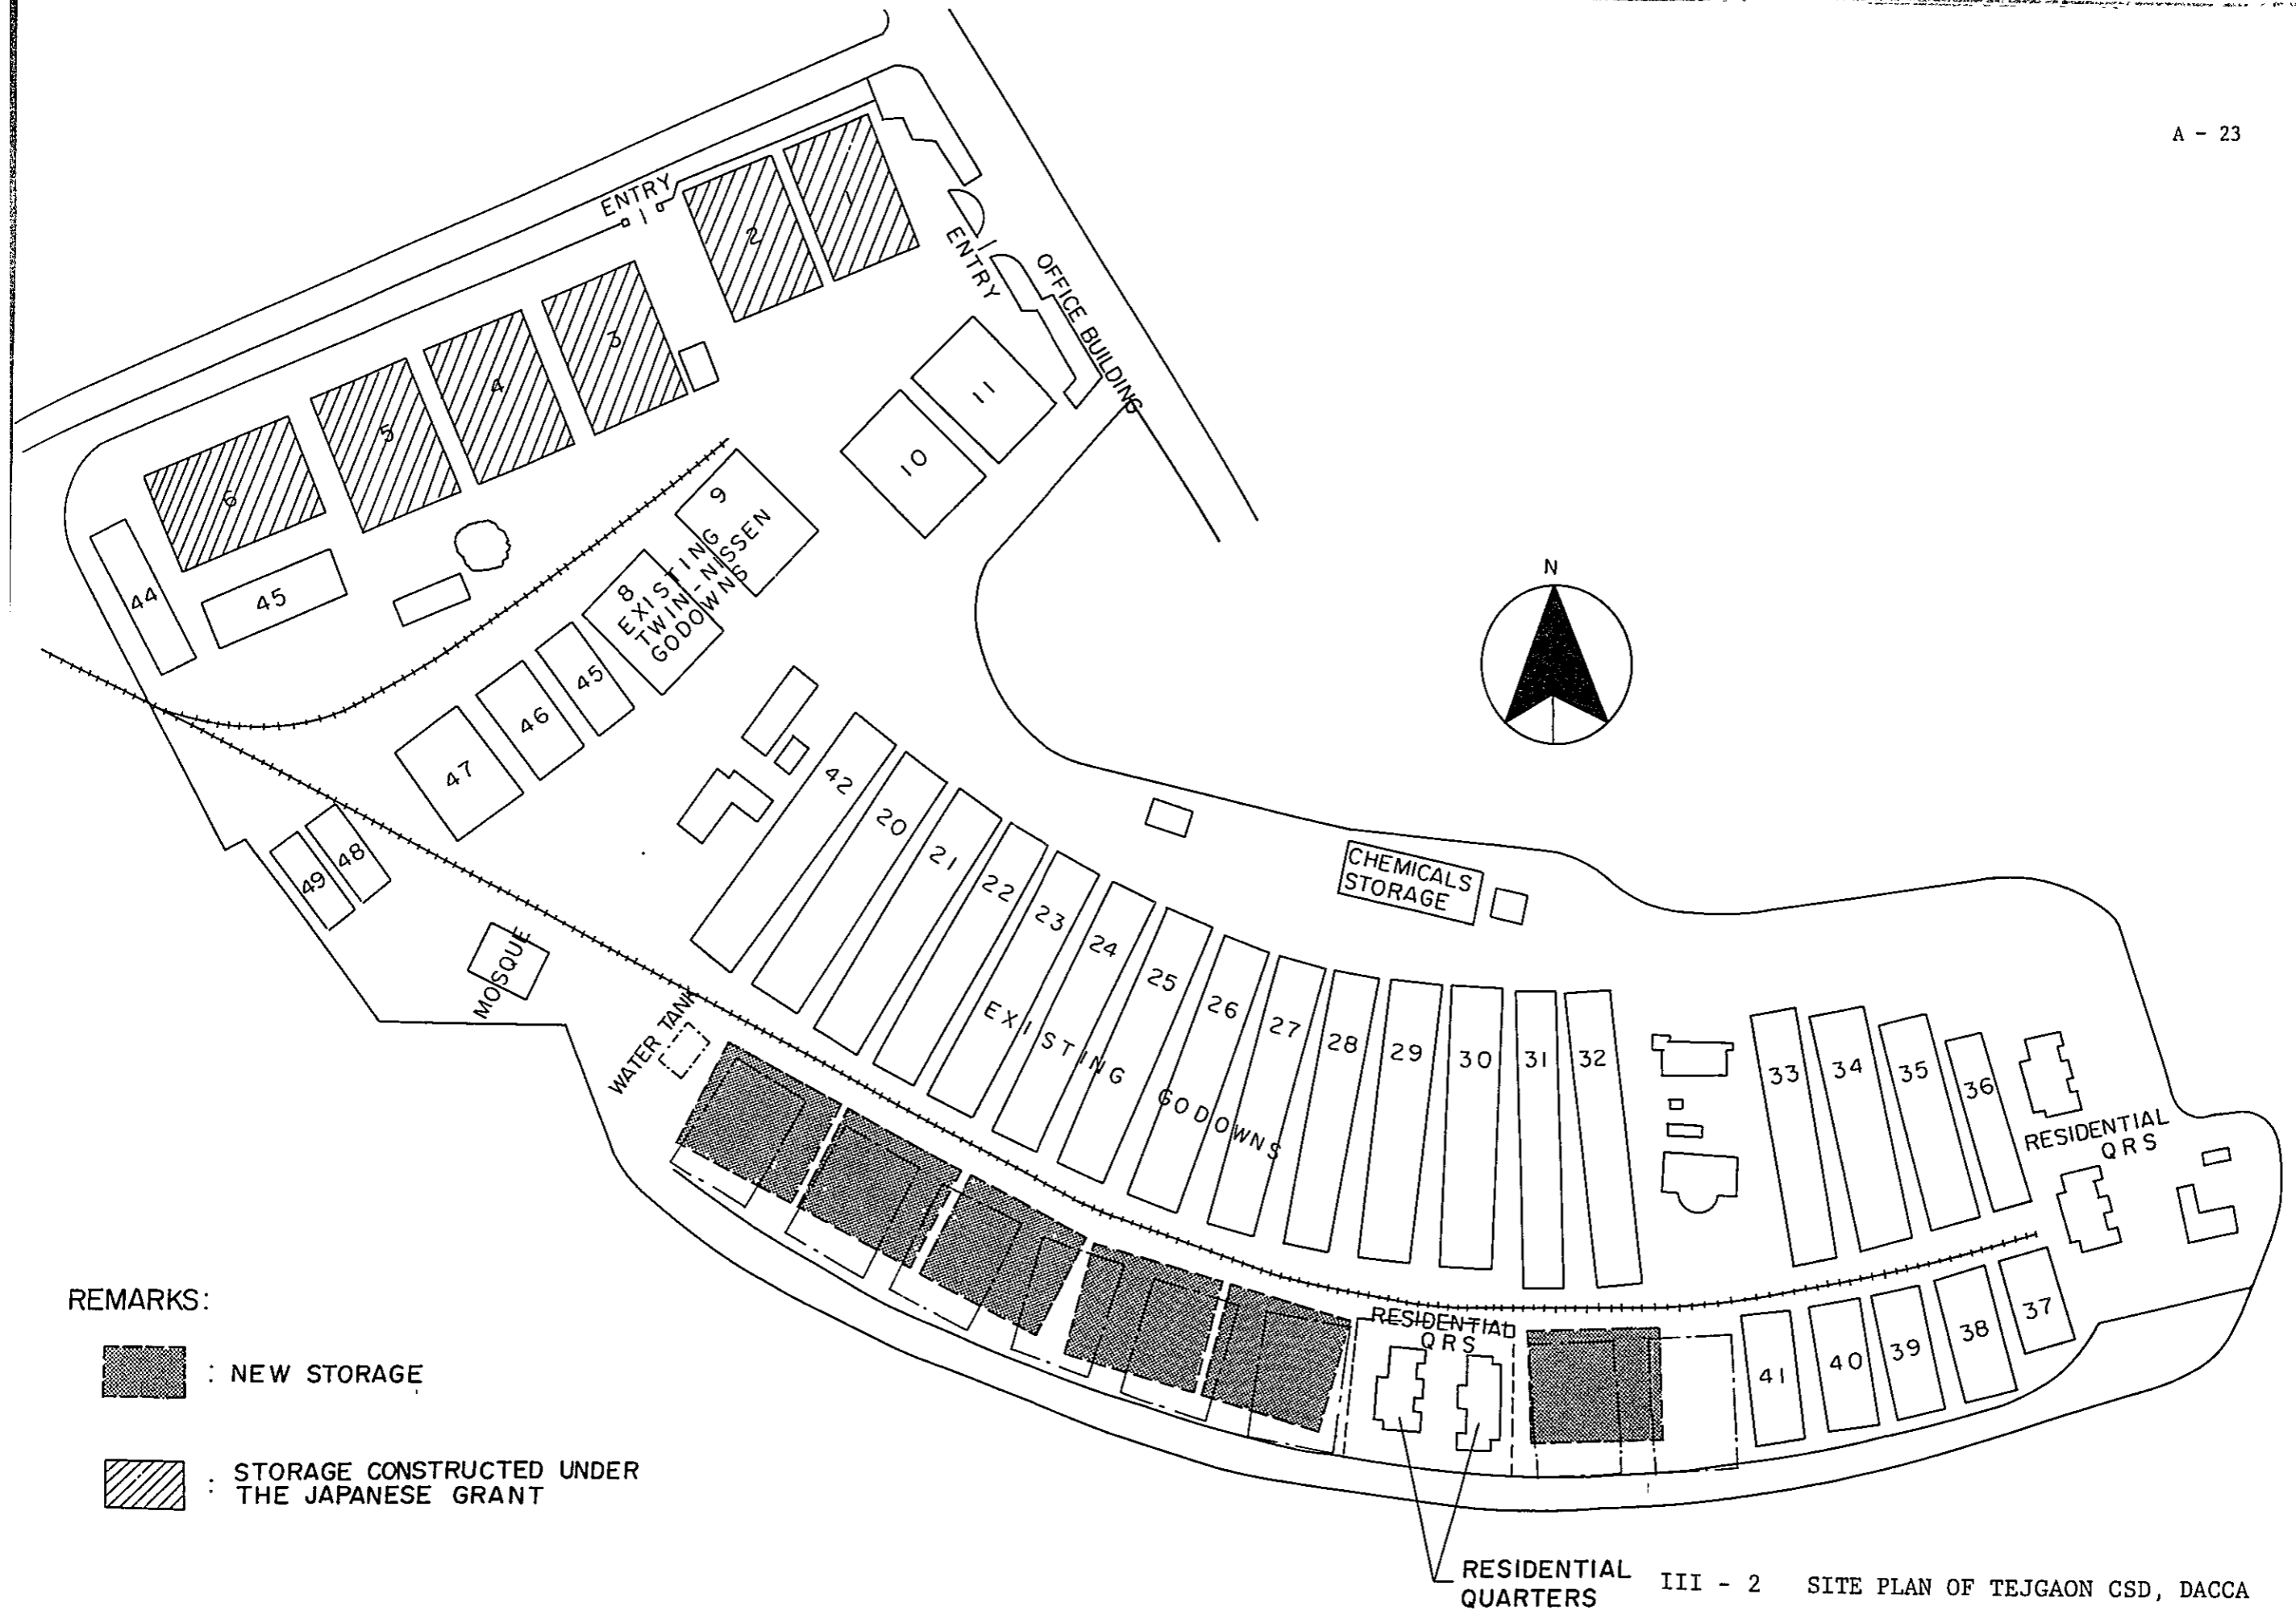 A - 23
ENTRY
1
2
3
4
5
6
ENTRY
OFFICE BUILDING
11
10
9
8
EXISTING
TWIN-NISSEN
GODOWNS
44
45
45
46
47
48
49
MOSQUE
WATER TANK
N
CHEMICALS
STORAGE
42
20
21
22
23
24
25
26
27
28
29
30
31
32
33
34
35
36
EXISTING GODOWNS
RESIDENTIAL
QRS
RESIDENTIAL
QRS
41
40
39
38
37
REMARKS:
: NEW STORAGE
: STORAGE CONSTRUCTED UNDER
THE JAPANESE GRANT
RESIDENTIAL
QUARTERS
III - 2 SITE PLAN OF TEJGAON CSD, DACCA